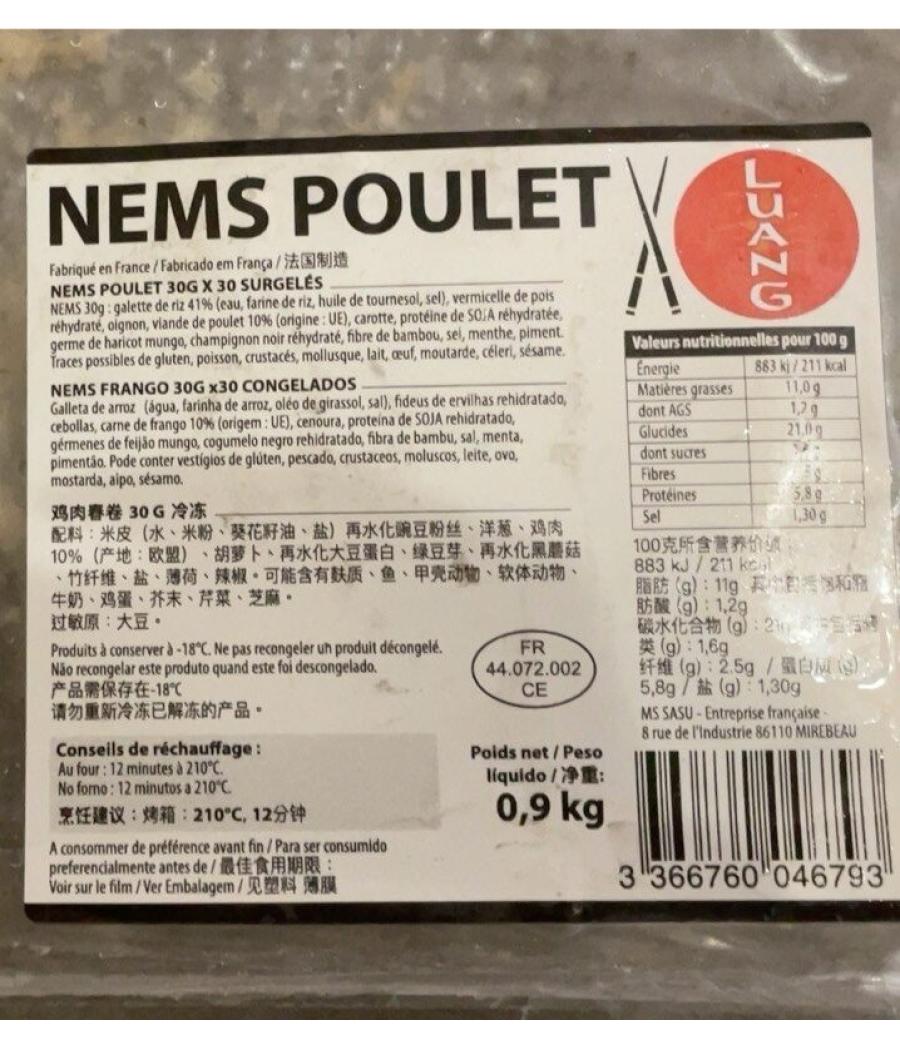 NEMS POULET
LUANG
Fabriqué en France / Fabricado em França / 法国制造
NEMS POULET 30G X 30 SURGELÉS
NEMS 30g : galette de riz 41% (eau, farine de riz, huile de tournesol, sel), vermicelle de pois
réhydraté, oignon, viande de poulet 10% (origine : UE), carotte, protéine de SOJA réhydratée,
germe de haricot mungo, champignon noir réhydraté, fibre de bambou, sel, menthe, piment.
Traces possibles de gluten, poisson, crustacés, mollusque, lait, œuf, moutarde, céleri, sésame.
NEMS FRANGO 30G x30 CONGELADOS
Galleta de arroz (água, farinha de arroz, oléo de girassol, sal), fideus de ervilhas rehidratado,
cebollas, carne de frango 10% (origem : UE), cenoura, proteína de SOJA rehidratado,
gérmenes de feijão mungo, cogumelo negro rehidratado, fibra de bambu, sal, menta,
pimentão. Pode conter vestígios de glúten, pescado, crustaceos, moluscos, leite, ovo,
mostarda, aipo, sésamo.
鸡肉春卷 30 G 冷冻
配料：米皮（水、米粉、葵花籽油、盐）再水化豌豆粉丝、洋葱、鸡肉
10%（产地：欧盟）、胡萝卜、再水化大豆蛋白、绿豆芽、再水化黑蘑菇
、竹纤维、盐、薄荷、辣椒。可能含有麸质、鱼、甲壳动物、软体动物、
牛奶、鸡蛋、芥末、芹菜、芝麻。
过敏原：大豆。
Produits à conserver à -18°C. Ne pas recongeler un produit décongelé.
Não recongelar este produto quando este foi descongelado.
产品需保存在-18°C
请勿重新冷冻已解冻的产品。
FR
44.072.002
CE
Conseils de réchauffage :
Au four : 12 minutes à 210°C.
No forno : 12 minutos a 210°C.
烹饪建议：烤箱：210°C, 12分钟
Poids net / Peso
líquido / 净重:
0,9 kg
A consommer de préférence avant fin / Para ser consumido
preferencialmente antes de / 最佳食用期限：
Voir sur le film / Ver Embalagem / 见塑料 薄膜
Valeurs nutritionnelles pour 100 g
Énergie 883 kj / 211 kcal
Matières grasses 11,0 g
dont AGS 1,2 g
Glucides 21,0 g
dont sucres
Fibres g
Protéines 5,8 g
Sel 1,30 g
100克所含营养价
883 kJ / 211 kcal
脂肪 (g)：11g 其中
肪酸 (g)：1,2g
碳水化合物 (g)：21g
类 (g)：1,6g
纤维 (g)：2.5g / 蛋白质 (g)
5,8g / 盐 (g)：1,30g
MS SASU - Entreprise française -
8 rue de l'Industrie 86110 MIREBEAU
3 366760 046793